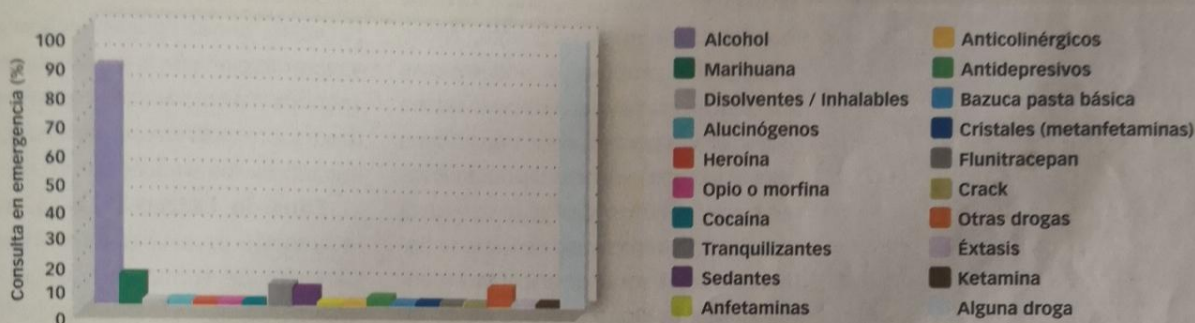 Consulta en emergencia (%)
100
90
80
70
60
50
40
30
20
10
0
Alcohol
Marihuana
Disolventes / Inhalables
Alucinógenos
Heroína
Opio o morfina
Cocaína
Tranquilizantes
Sedantes
Anfetaminas
Anticolinérgicos
Antidepresivos
Bazuca pasta básica
Cristales (metanfetaminas)
Flunitracepan
Crack
Otras drogas
Éxtasis
Ketamina
Alguna droga